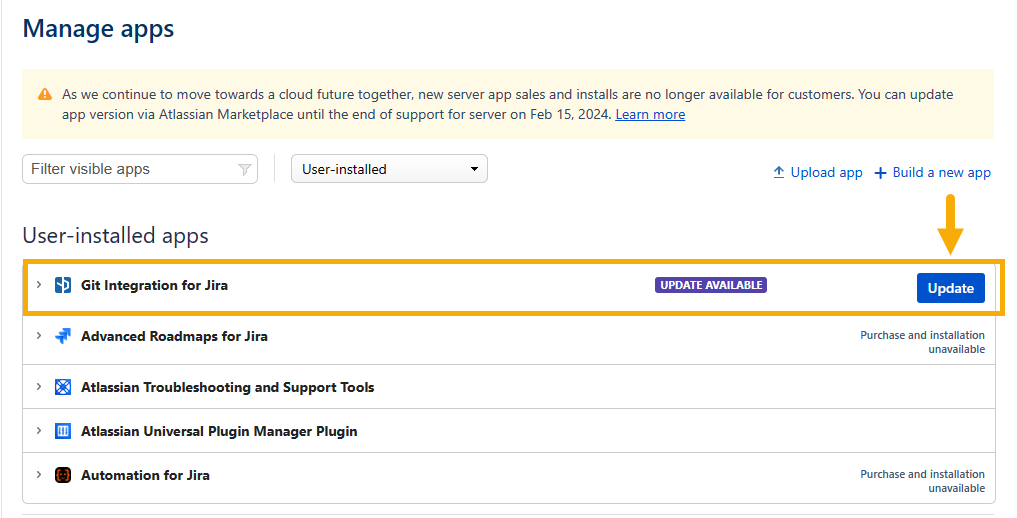 Manage apps
As we continue to move towards a cloud future together, new server app sales and installs are no longer available for customers. You can update
app version via Atlassian Marketplace until the end of support for server on Feb 15, 2024. Learn more
Filter visible apps
User-installed
Upload app
Build a new app
User-installed apps
Git Integration for Jira
UPDATE AVAILABLE
Update
Advanced Roadmaps for Jira
Purchase and installation
unavailable
Atlassian Troubleshooting and Support Tools
Atlassian Universal Plugin Manager Plugin
Automation for Jira
Purchase and installation
unavailable